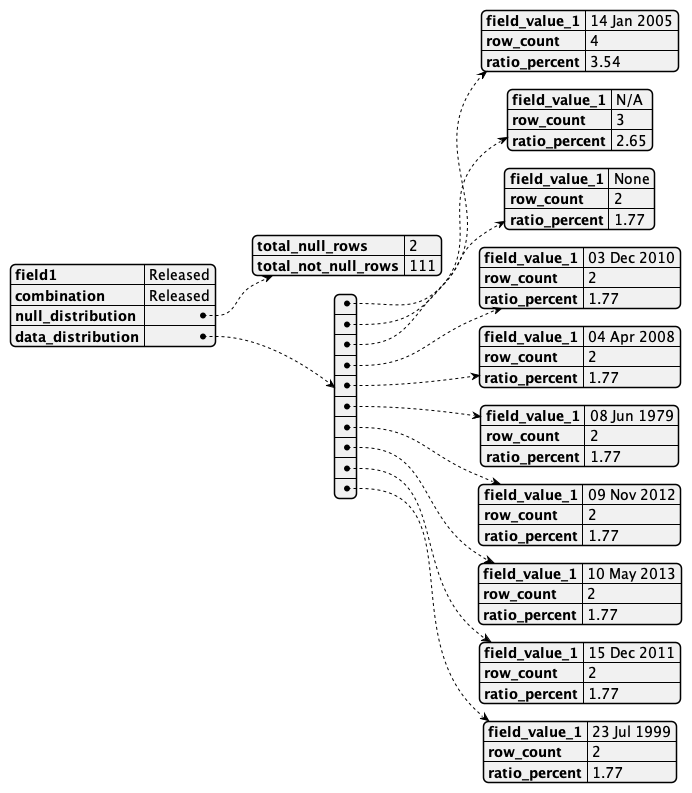 field1 Released
combination Released
null_distribution
data_distribution
total_null_rows 2
total_not_null_rows 111
field_value_1 14 Jan 2005
row_count 4
ratio_percent 3.54
field_value_1 N/A
row_count 3
ratio_percent 2.65
field_value_1 None
row_count 2
ratio_percent 1.77
field_value_1 03 Dec 2010
row_count 2
ratio_percent 1.77
field_value_1 04 Apr 2008
row_count 2
ratio_percent 1.77
field_value_1 08 Jun 1979
row_count 2
ratio_percent 1.77
field_value_1 09 Nov 2012
row_count 2
ratio_percent 1.77
field_value_1 10 May 2013
row_count 2
ratio_percent 1.77
field_value_1 15 Dec 2011
row_count 2
ratio_percent 1.77
field_value_1 23 Jul 1999
row_count 2
ratio_percent 1.77